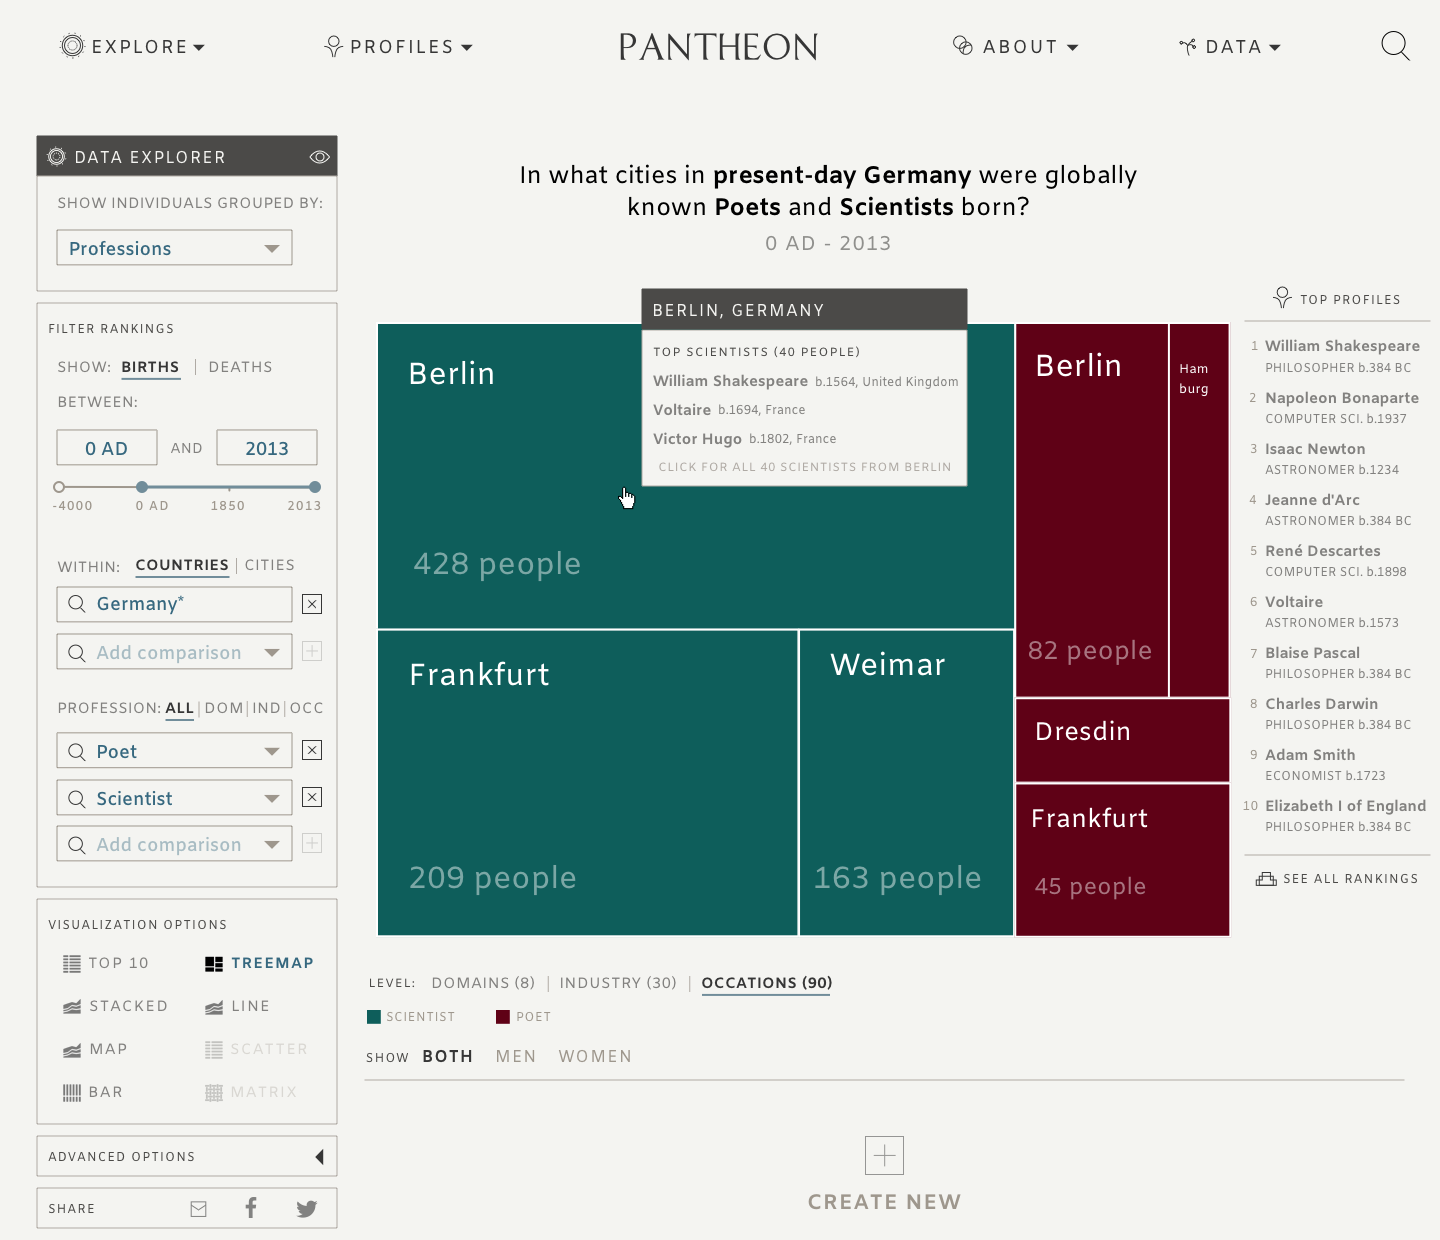 EXPLORE
PROFILES
PANTHEON
ABOUT
DATA
DATA EXPLORER
SHOW INDIVIDUALS GROUPED BY:
Professions
FILTER RANKINGS
SHOW: BIRTHS | DEATHS
BETWEEN:
0 AD AND 2013
-4000 0 AD 1850 2013
WITHIN: COUNTRIES | CITIES
Germany*
Add comparison
PROFESSION: ALL | DOM | IND | OCC
Poet
Scientist
Add comparison
VISUALIZATION OPTIONS
TOP 10 TREEMAP
STACKED LINE
MAP SCATTER
BAR MATRIX
ADVANCED OPTIONS
SHARE
In what cities in present-day Germany were globally
known Poets and Scientists born?
0 AD - 2013
BERLIN, GERMANY
TOP SCIENTISTS (40 PEOPLE)
William Shakespeare b.1564, United Kingdom
Voltaire b.1694, France
Victor Hugo b.1802, France
CLICK FOR ALL 40 SCIENTISTS FROM BERLIN
Berlin
428 people
Frankfurt
209 people
Weimar
163 people
Berlin
82 people
Ham
burg
Dresdin
Frankfurt
45 people
TOP PROFILES
1 William Shakespeare
PHILOSOPHER b.384 BC
2 Napoleon Bonaparte
COMPUTER SCI. b.1937
3 Isaac Newton
ASTRONOMER b.1234
4 Jeanne d'Arc
ASTRONOMER b.384 BC
5 René Descartes
COMPUTER SCI. b.1898
6 Voltaire
ASTRONOMER b.1573
7 Blaise Pascal
PHILOSOPHER b.384 BC
8 Charles Darwin
PHILOSOPHER b.384 BC
9 Adam Smith
ECONOMIST b.1723
10 Elizabeth I of England
PHILOSOPHER b.384 BC
SEE ALL RANKINGS
LEVEL: DOMAINS (8) | INDUSTRY (30) | OCCATIONS (90)
SCIENTIST POET
SHOW BOTH MEN WOMEN
CREATE NEW